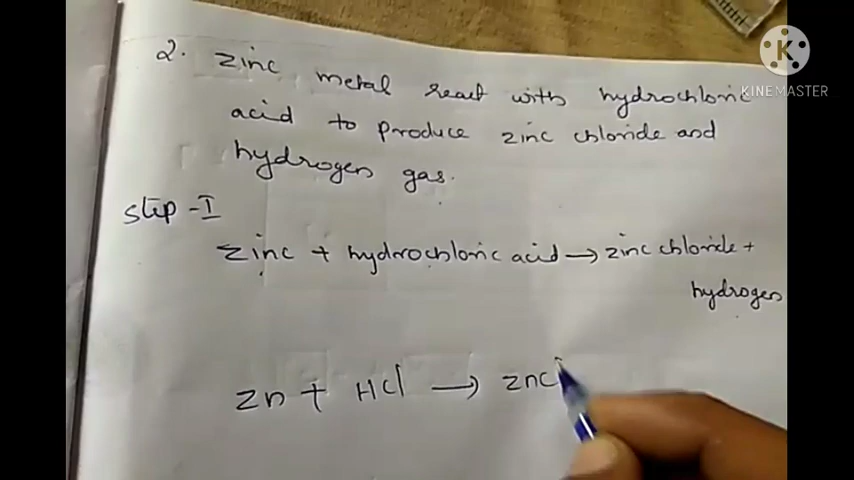 2. Zinc metal react with hydrochloric
acid to produce zinc chloride and
hydrogen gas.
Step - I
Zinc + hydrochloric acid → zinc chloride +
hydrogen
Zn + HCl → ZnC
K
KINEMASTER